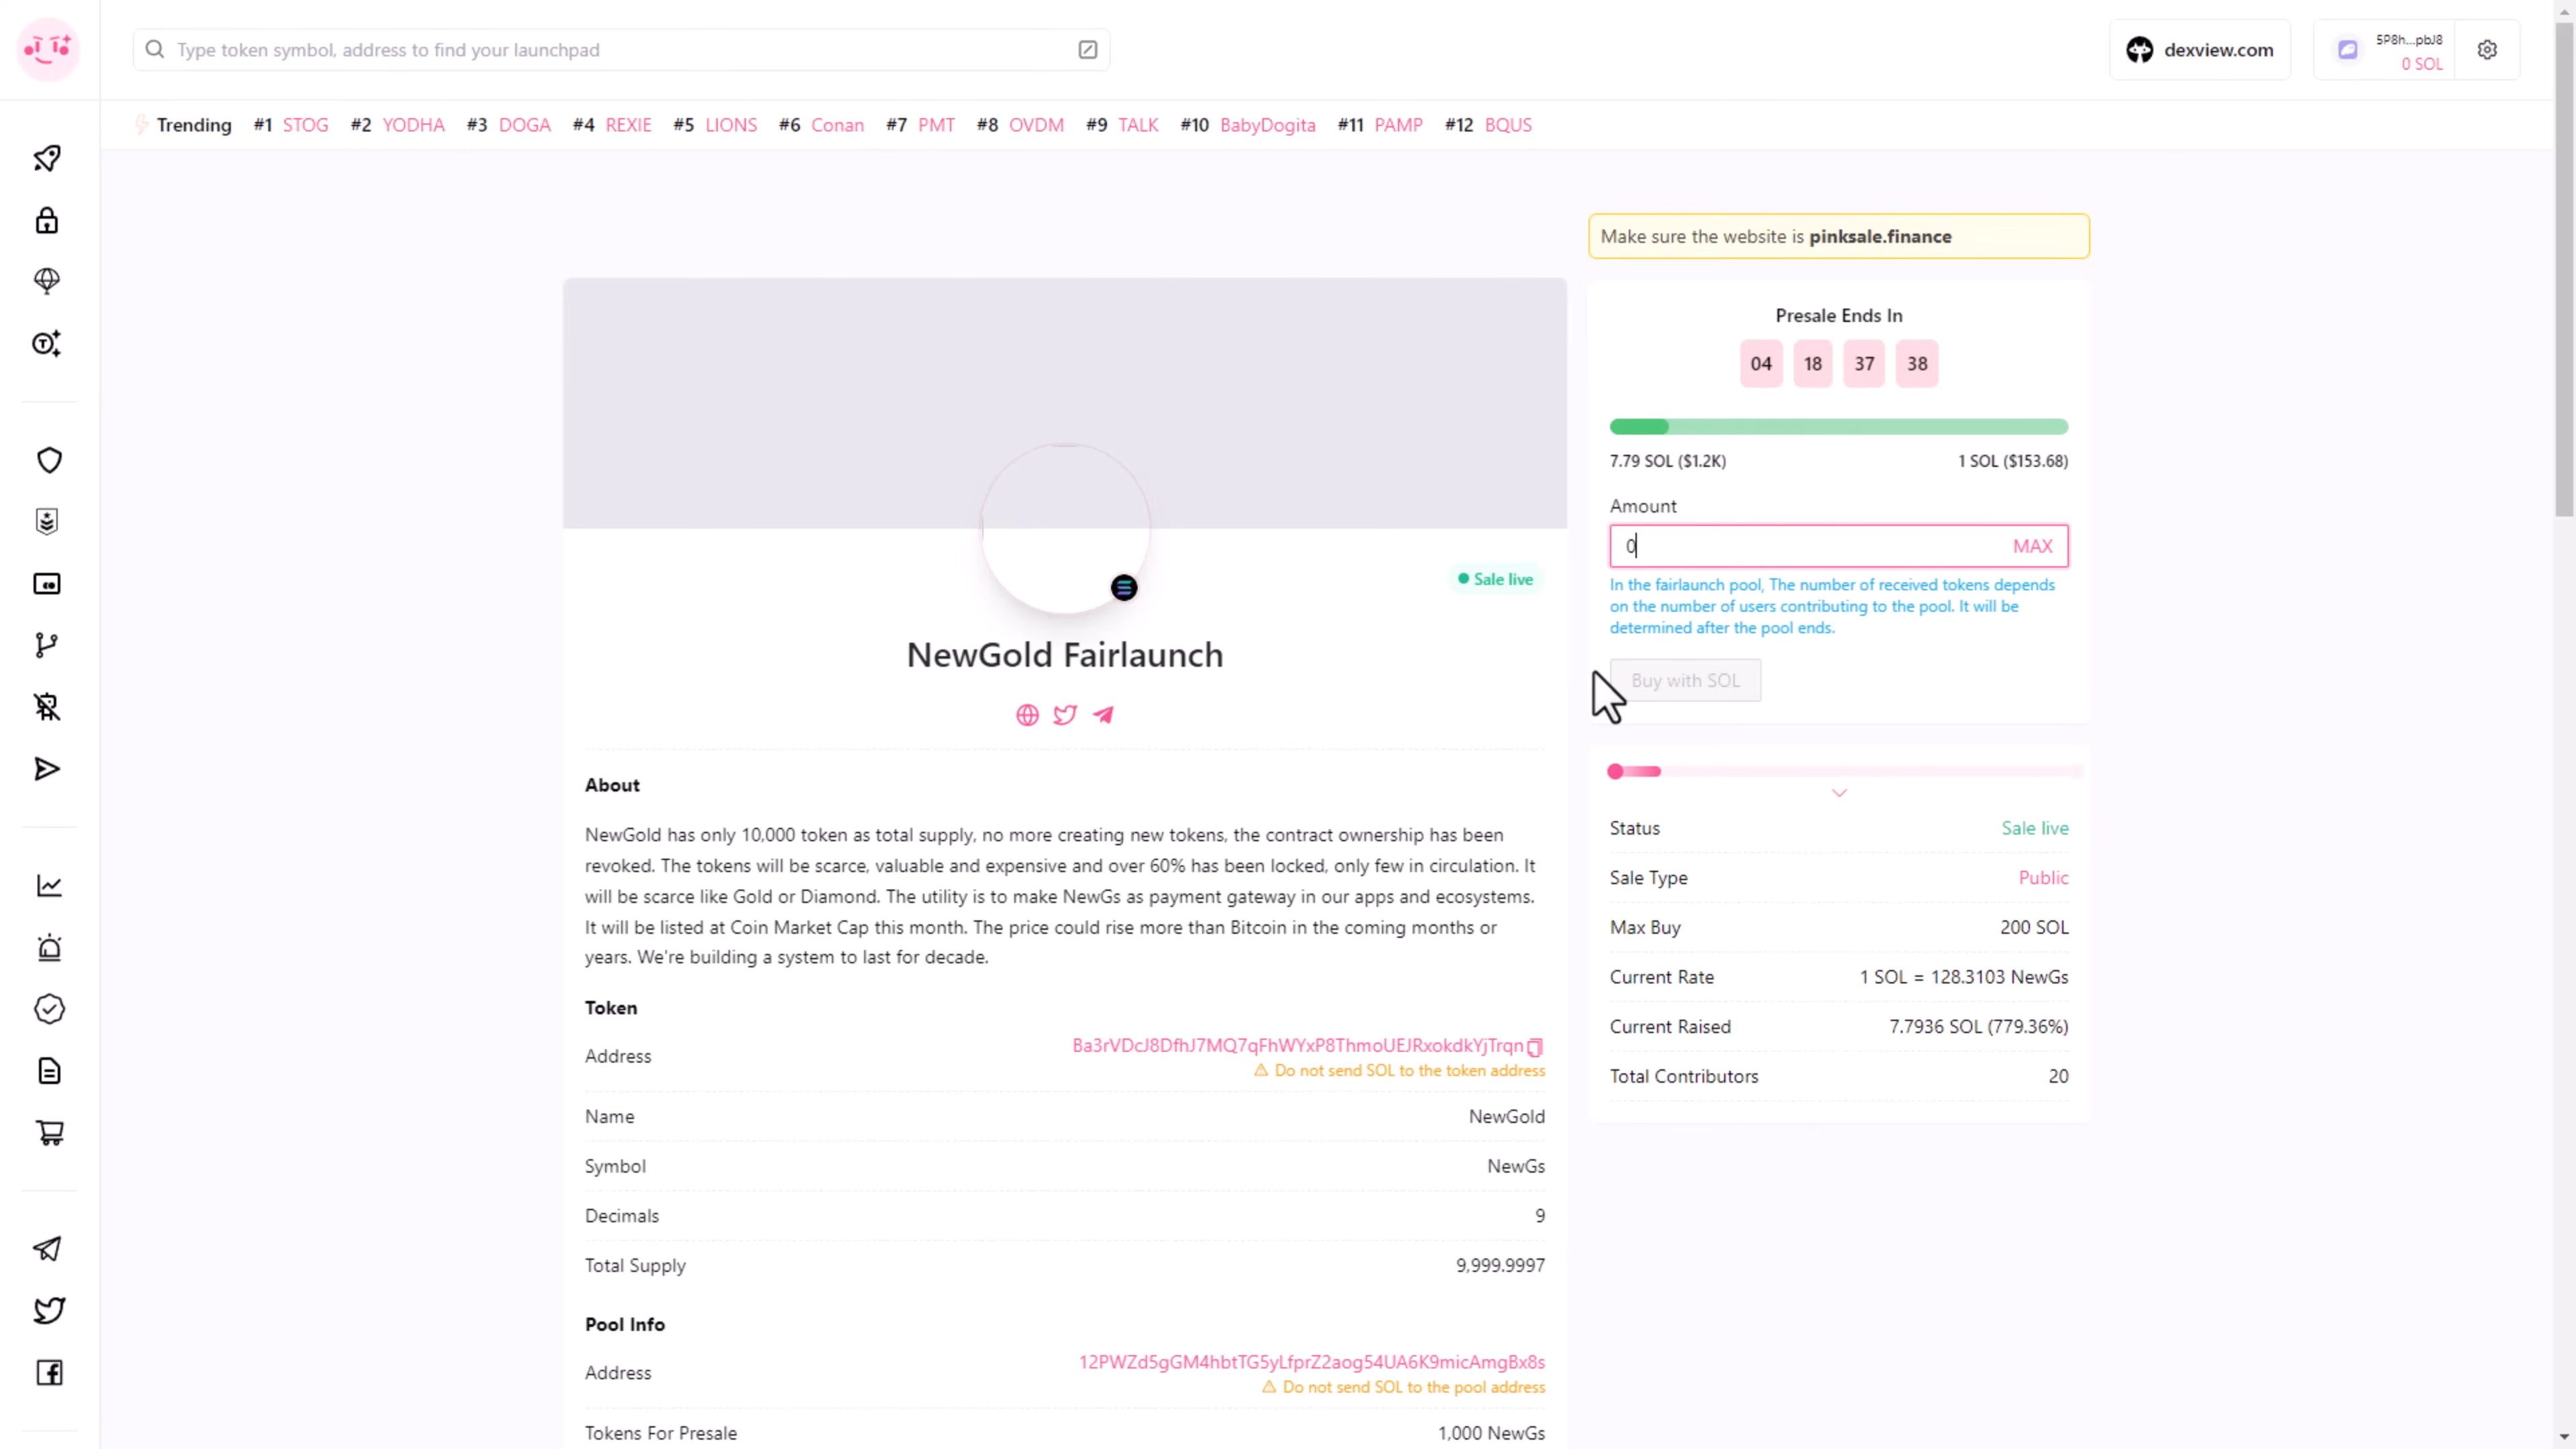 Type token symbol, address to find your launchpad
dexview.com
5P8h...pbJ8
0 SOL
Trending #1 STOG #2 YODHA #3 DOGA #4 REXIE #5 LIONS #6 Conan #7 PMT #8 OVDM #9 TALK #10 BabyDogita #11 PAMP #12 BQUS
Make sure the website is pinksale.finance
Presale Ends In
04 18 37 38
7.79 SOL ($1.2K) 1 SOL ($153.68)
Amount
0 MAX
In the fairlaunch pool, The number of received tokens depends
on the number of users contributing to the pool. It will be
determined after the pool ends.
Buy with SOL
Sale live
NewGold Fairlaunch
About
NewGold has only 10,000 token as total supply, no more creating new tokens, the contract ownership has been
revoked. The tokens will be scarce, valuable and expensive and over 60% has been locked, only few in circulation. It
will be scarce like Gold or Diamond. The utility is to make NewGs as payment gateway in our apps and ecosystems.
It will be listed at Coin Market Cap this month. The price could rise more than Bitcoin in the coming months or
years. We're building a system to last for decade.
Token
Address Ba3rVDcJ8DfhJ7MQ7qFhWYxP8ThmoUEJRxokdkYjTrqn
Do not send SOL to the token address
Name NewGold
Symbol NewGs
Decimals 9
Total Supply 9,999.9997
Pool Info
Address 12PWZd5gGM4hbtTG5yLfprZ2aog54UA6K9micAmgBx8s
Do not send SOL to the pool address
Tokens For Presale 1,000 NewGs
Status Sale live
Sale Type Public
Max Buy 200 SOL
Current Rate 1 SOL = 128.3103 NewGs
Current Raised 7.7936 SOL (779.36%)
Total Contributors 20